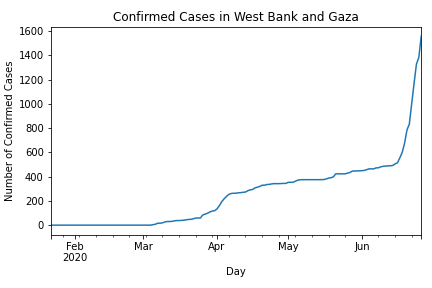 Confirmed Cases in West Bank and Gaza
Number of Confirmed Cases
1600
1400
1200
1000
800
600
400
200
0
Feb Mar Apr May Jun
2020
Day